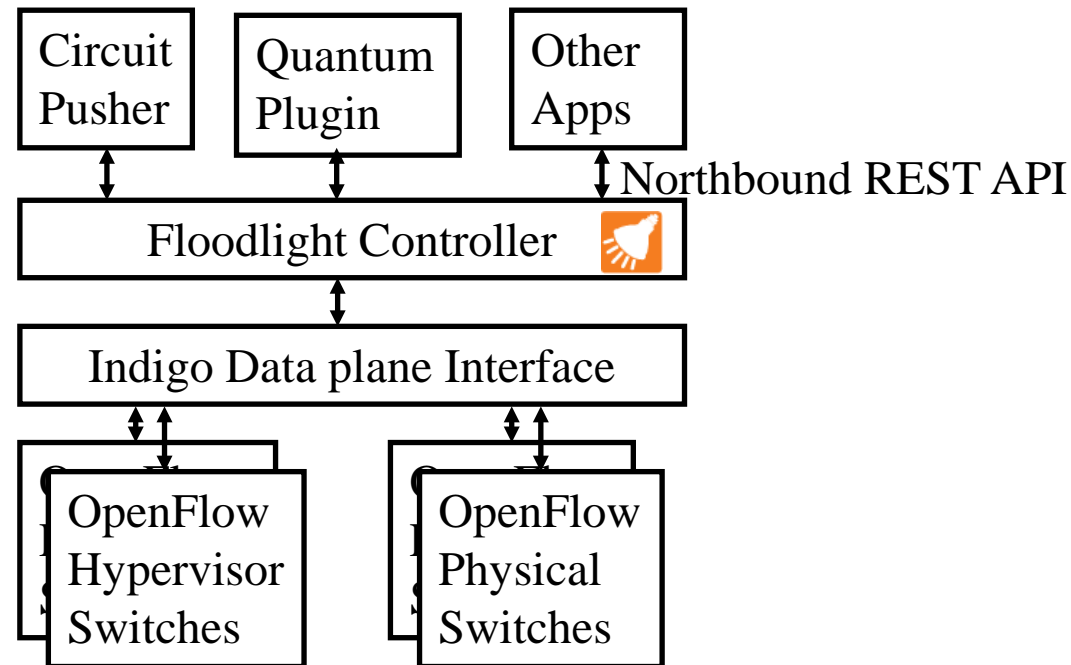 Circuit
Pusher
Quantum
Plugin
Other
Apps
Northbound REST API
Floodlight Controller
Indigo Data plane Interface
OpenFlow
Hypervisor
Switches
OpenFlow
Physical
Switches